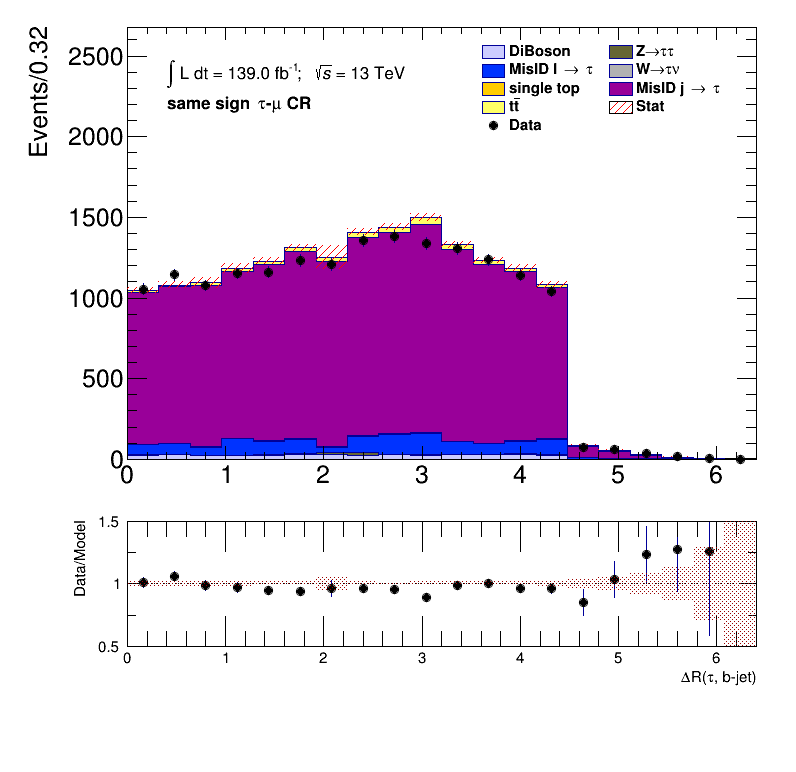 Events/0.32
2500
2000
1500
1000
500
0
∫ L dt = 139.0 fb⁻¹; √s = 13 TeV
same sign τ-μ CR
DiBoson
MisID l → τ
single top
tt̄
Data
Z→ττ
W→τν
MisID j → τ
Stat
0 1 2 3 4 5 6
Data/Model
1.5
1
0.5
0 1 2 3 4 5 6
ΔR(τ, b-jet)